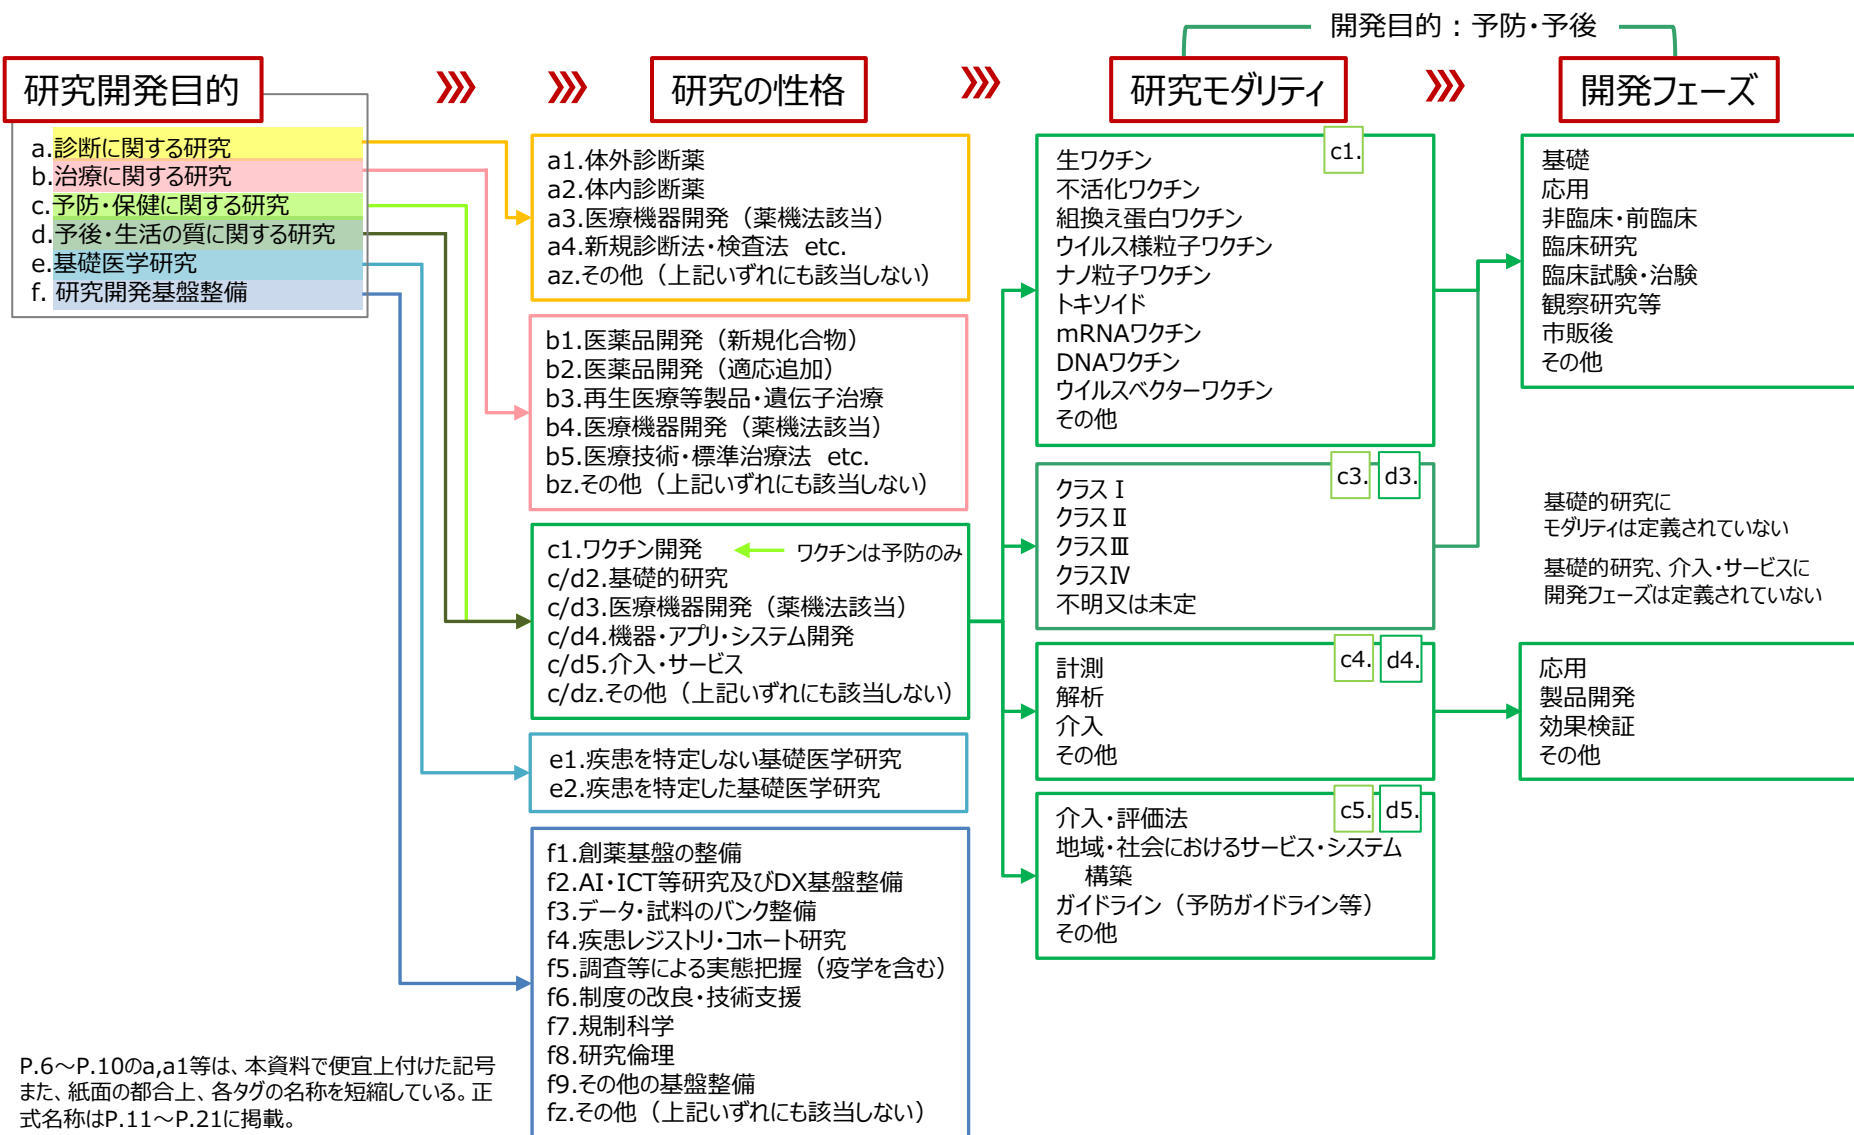 開発目的：予防・予後
研究開発目的
研究の性格
研究モダリティ
開発フェーズ
a.診断に関する研究
b.治療に関する研究
c.予防・保健に関する研究
d.予後・生活の質に関する研究
e.基礎医学研究
f. 研究開発基盤整備
a1.体外診断薬
a2.体内診断薬
a3.医療機器開発（薬機法該当）
a4.新規診断法・検査法 etc.
az.その他（上記いずれにも該当しない）
b1.医薬品開発（新規化合物）
b2.医薬品開発（適応追加）
b3.再生医療等製品・遺伝子治療
b4.医療機器開発（薬機法該当）
b5.医療技術・標準治療法 etc.
bz.その他（上記いずれにも該当しない）
c1.ワクチン開発
ワクチンは予防のみ
c/d2.基礎的研究
c/d3.医療機器開発（薬機法該当）
c/d4.機器・アプリ・システム開発
c/d5.介入・サービス
c/dz.その他（上記いずれにも該当しない）
e1.疾患を特定しない基礎医学研究
e2.疾患を特定した基礎医学研究
f1.創薬基盤の整備
f2.AI・ICT等研究及びDX基盤整備
f3.データ・試料のバンク整備
f4.疾患レジストリ・コホート研究
f5.調査等による実態把握（疫学を含む）
f6.制度の改良・技術支援
f7.規制科学
f8.研究倫理
f9.その他の基盤整備
fz.その他（上記いずれにも該当しない）
c1.
生ワクチン
不活化ワクチン
組換え蛋白ワクチン
ウイルス様粒子ワクチン
ナノ粒子ワクチン
トキソイド
mRNAワクチン
DNAワクチン
ウイルスベクターワクチン
その他
c3. d3.
クラスⅠ
クラスⅡ
クラスⅢ
クラスⅣ
不明又は未定
c4. d4.
計測
解析
介入
その他
c5. d5.
介入・評価法
地域・社会におけるサービス・システム
構築
ガイドライン（予防ガイドライン等）
その他
基礎
応用
非臨床・前臨床
臨床研究
臨床試験・治験
観察研究等
市販後
その他
基礎的研究に
モダリティは定義されていない
基礎的研究、介入・サービスに
開発フェーズは定義されていない
応用
製品開発
効果検証
その他
P.6～P.10のa,a1等は、本資料で便宜上付けた記号
また、紙面の都合上、各タグの名称を短縮している。正
式名称はP.11～P.21に掲載。